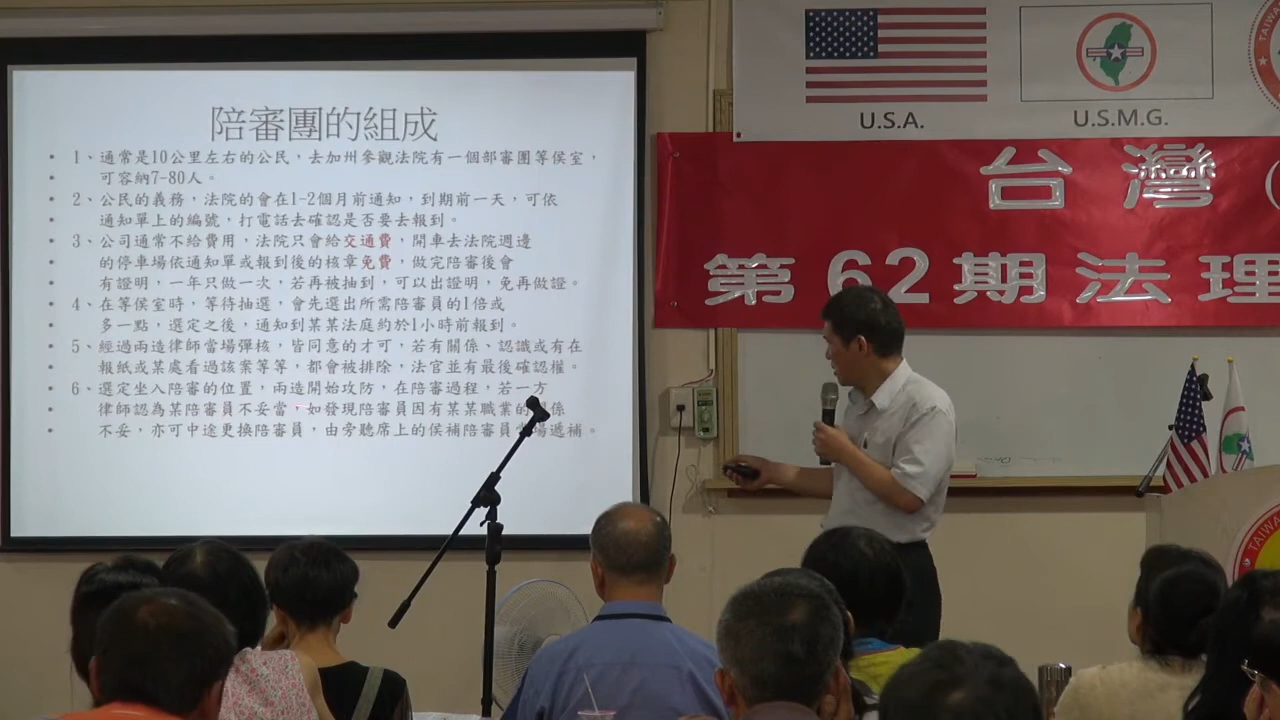 陪審團的組成
• 1、通常是10公里左右的公民，去加州參觀法院有一個部審團等侯室，
• 可容納7-80人。
• 2、公民的義務，法院的會在1-2個月前通知，到期前一天，可依
• 通知單上的編號，打電話去確認是否要去報到。
• 3、公司通常不給費用，法院只會給交通費，開車去法院週邊
• 的停車場依通知單或報到後的核章免費，做完陪審後會
• 有證明，一年只做一次，若再被抽到，可以出證明，免再做證。
• 4、在等侯室時，等待抽選，會先選出所需陪審員的1倍或
• 多一點，選定之後，通知到某某法庭約於1小時前報到。
• 5、經過兩造律師當場彈核，皆同意的才可，若有關係、認識或有在
• 報紙或某處看過該案等等，都會被排除，法官並有最後確認權。
• 6、選定坐入陪審的位置，兩造開始攻防，在陪審過程，若一方
• 律師認為某陪審員不妥當，如發現陪審員因有某某職業的關係
• 不妥，亦可中途更換陪審員，由旁聽席上的侯補陪審員當場遞補。
U.S.A.
U.S.M.G.
台灣
第62期法理
TAIWAN